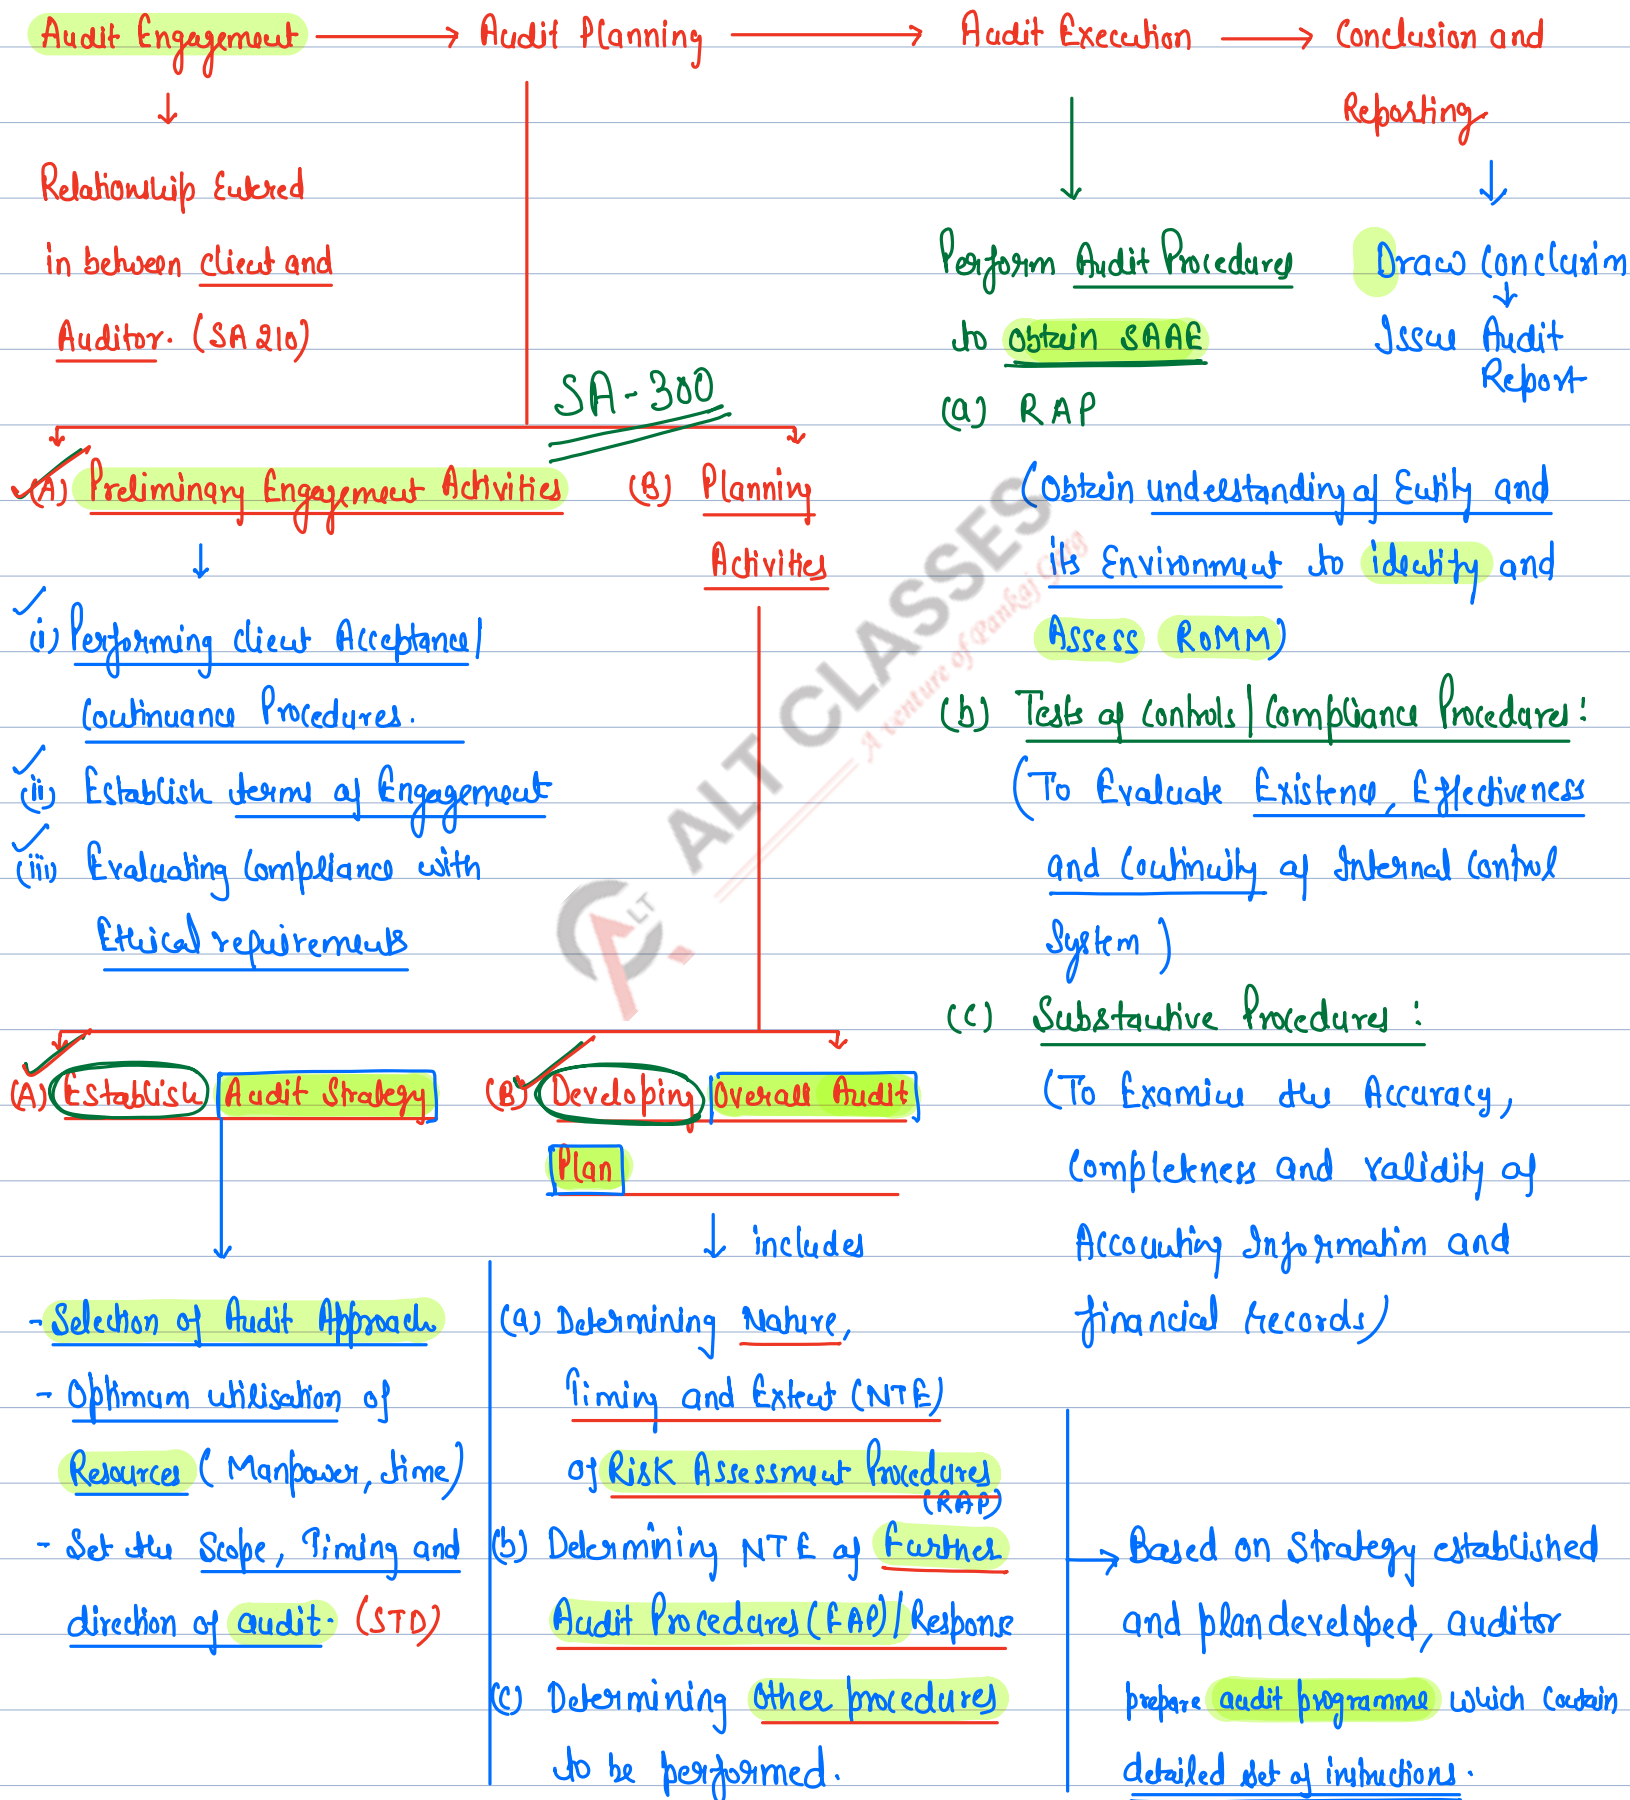 Audit Engagement → Audit Planning → Audit Execution → Conclusion and
Reporting
↓
Relationship Entered
in between client and
Auditor. (SA 210)
SA-300
(A) Preliminary Engagement Activities
↓
(i) Performing client Acceptance/
Continuance Procedures.
(ii) Establish terms of Engagement
(iii) Evaluating Compliance with
Ethical requirements
(B) Planning
Activities
(A) Establish Audit Strategy
- Selection of Audit Approach
- Optimum utilisation of
Resources (Manpower, time)
- Set the Scope, Timing and
direction of audit. (STD)
(B) Developing Overall Audit
Plan
↓ includes
(a) Determining Nature,
Timing and Extent (NTE)
of Risk Assessment Procedures
(RAP)
(b) Determining NTE of Further
Audit Procedures (FAP)/Response
(c) Determining other procedures
to be performed.
→ Based on Strategy established
and plan developed, auditor
prepare audit programme which contain
detailed set of instructions.
Perform Audit Procedures
to obtain SAAE
(a) RAP
(Obtain understanding of Entity and
its Environment to identify and
Assess ROMM)
(b) Tests of Controls/Compliance Procedures:
(To Evaluate Existence, Effectiveness
and Continuity of Internal Control
System)
(c) Substantive Procedures:
(To Examine the Accuracy,
Completeness and validity of
Accounting Information and
financial records)
↓
Draw Conclusion
↓
Issue Audit
Report
ALT CLASSES
A venture of Pankaj Garg
ALT